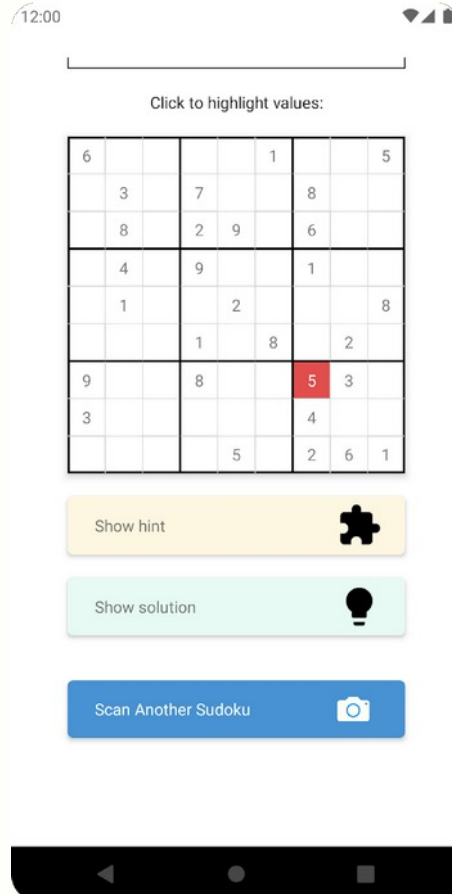 12:00
Click to highlight values:
6 1 5
3 7 8
8 2 9 6
4 9 1
1 2 8
1 8 2
9 8 5 3
3 4
5 2 6 1
Show hint
Show solution
Scan Another Sudoku